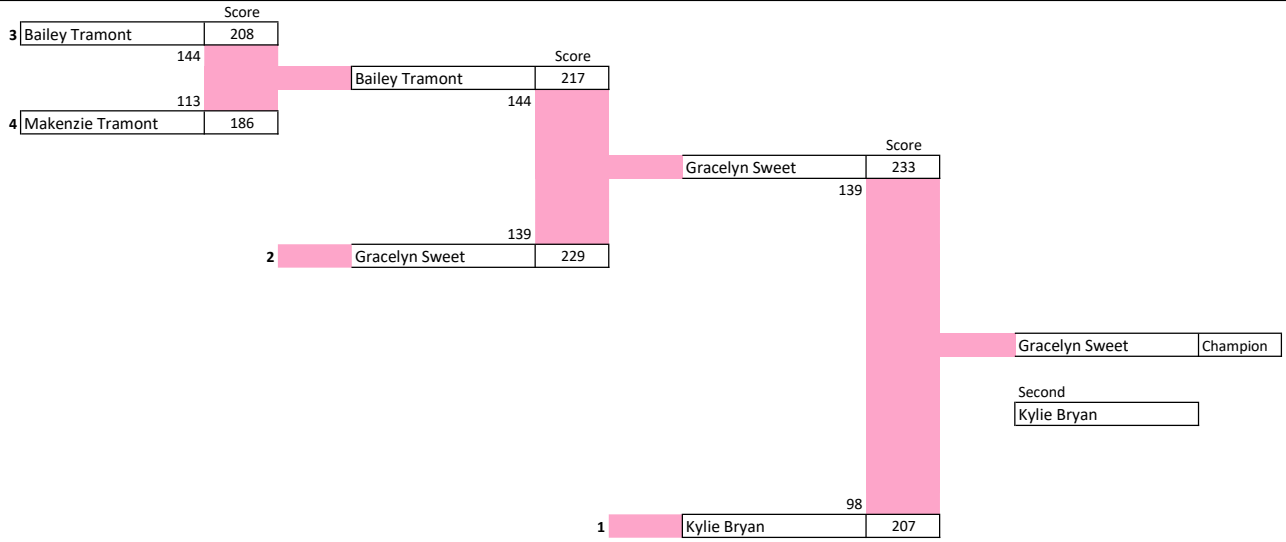 Score
3 Bailey Tramont 208
144
Score
Bailey Tramont 217
113
144
4 Makenzie Tramont 186
Score
Gracelyn Sweet 233
139
139
2 Gracelyn Sweet 229
Gracelyn Sweet Champion
Second
Kylie Bryan
98
1 Kylie Bryan 207